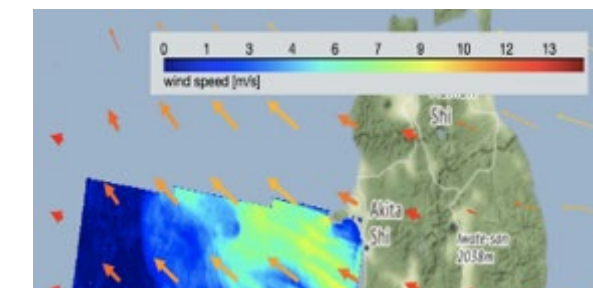 0 1 3 4 6 7 9 10 12 13
wind speed [m/s]
Shi
Akita
Shi
Iwate-san
2038m